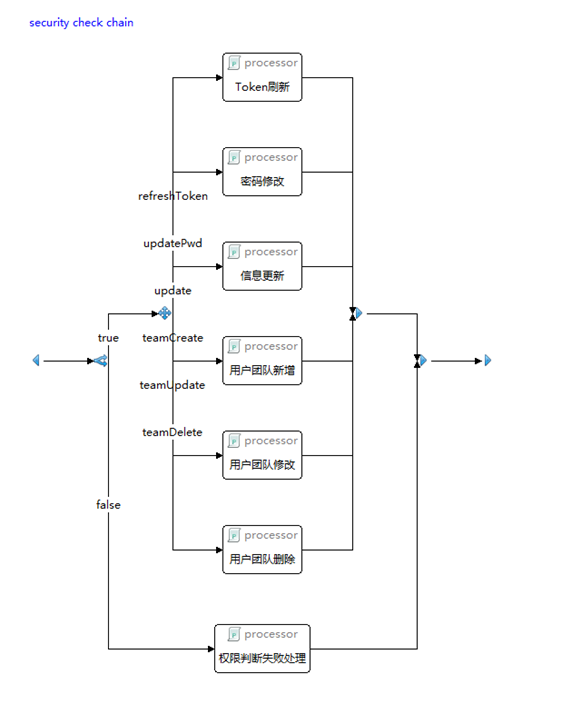 security check chain
processor
Token刷新
processor
密码修改
refreshToken
updatePwd
processor
信息更新
update
true
teamCreate
processor
用户团队新增
teamUpdate
teamDelete
processor
用户团队修改
false
processor
用户团队删除
processor
权限判断失败处理